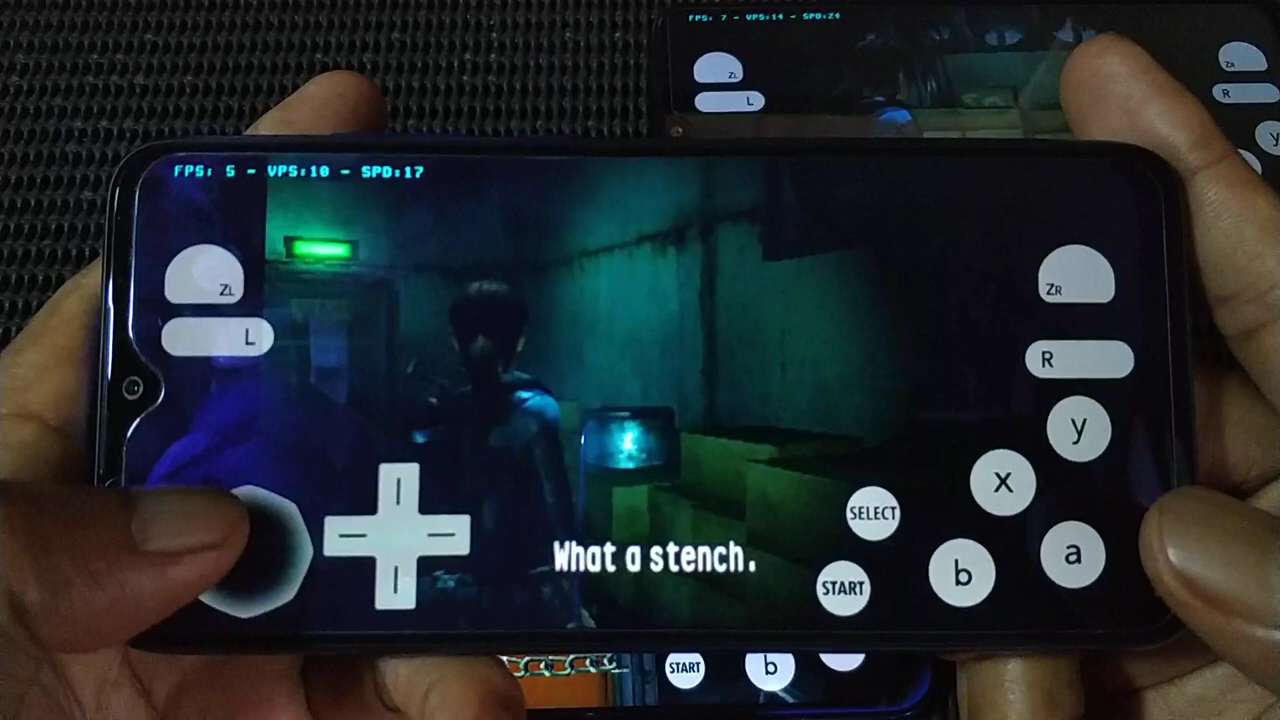 FPS: 7 - VPS:14 - SPD:24
ZL
ZR
L
R
y
FPS: 5 - VPS:10 - SPD:17
ZL
ZR
L
R
y
x
SELECT
a
b
START
What a stench.
START
b